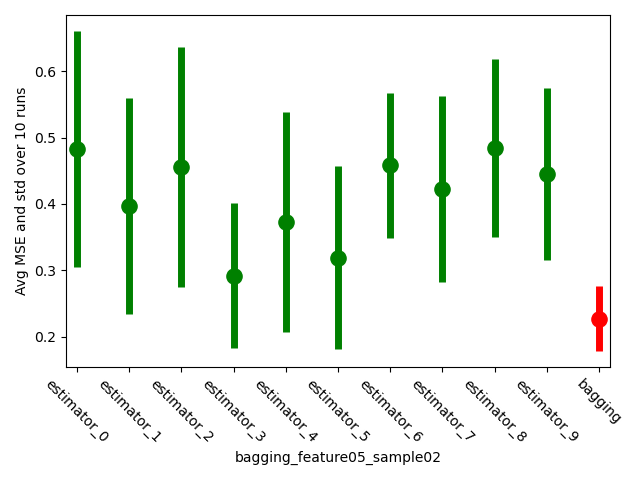 Avg MSE and std over 10 runs
0.6
0.5
0.4
0.3
0.2
estimator_0
estimator_1
estimator_2
estimator_3
estimator_4
estimator_5
estimator_6
estimator_7
estimator_8
estimator_9
bagging
bagging_feature05_sample02